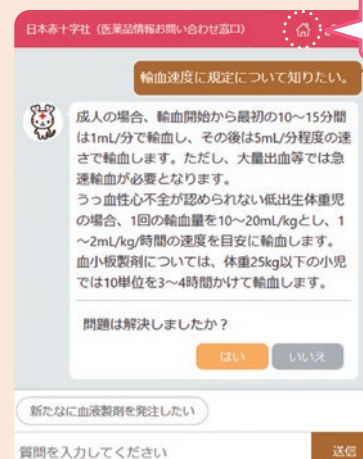 日本赤十字社（医薬品情報お問い合わせ窓口）
輸血速度に規定について知りたい。
成人の場合、輸血開始から最初の10～15分間
は1mL/分で輸血し、その後は5mL/分程度の速
さで輸血します。ただし、大量出血等では急
速輸血が必要となります。
うっ血性心不全が認められない低出生体重児
の場合、1回の輸血量を10～20mL/kgとし、1
～2mL/kg/時間の速度を目安に輸血します。
血小板製剤については、体重25kg以下の小児
では10単位を3～4時間かけて輸血します。
問題は解決しましたか？
はい
いいえ
新たに血液製剤を発注したい
質問を入力してください
送信